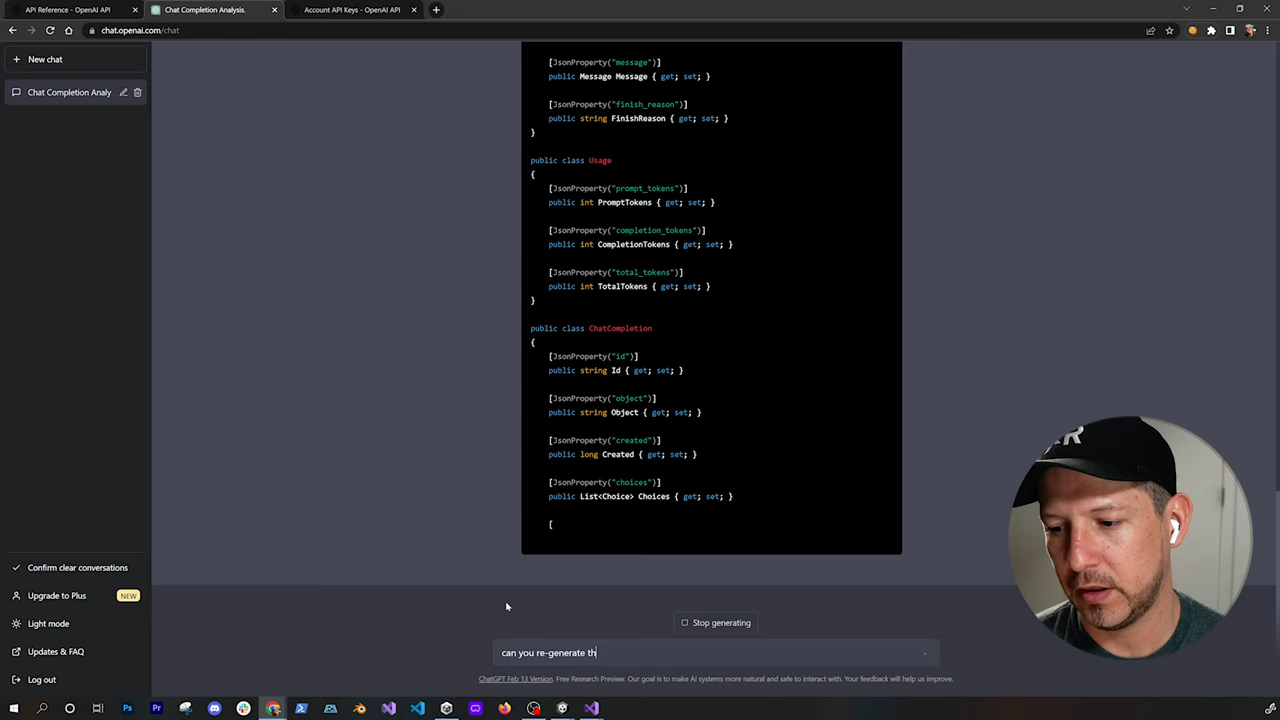 API Reference - OpenAI API
Chat Completion Analysis.
Account API Keys - OpenAI API
chat.openai.com/chat
+ New chat
Chat Completion Analy
[JsonProperty("message")]
public Message Message { get; set; }
[JsonProperty("finish_reason")]
public string FinishReason { get; set; }
}
public class Usage
{
[JsonProperty("prompt_tokens")]
public int PromptTokens { get; set; }
[JsonProperty("completion_tokens")]
public int CompletionTokens { get; set; }
[JsonProperty("total_tokens")]
public int TotalTokens { get; set; }
}
public class ChatCompletion
{
[JsonProperty("id")]
public string Id { get; set; }
[JsonProperty("object")]
public string Object { get; set; }
[JsonProperty("created")]
public long Created { get; set; }
[JsonProperty("choices")]
public List<Choice> Choices { get; set; }
[
Confirm clear conversations
Upgrade to Plus NEW
Light mode
Updates & FAQ
Log out
Stop generating
can you re-generate th
ChatGPT Feb 13 Version. Free Research Preview. Our goal is to make AI systems more natural and safe to interact with. Your feedback will help us improve.